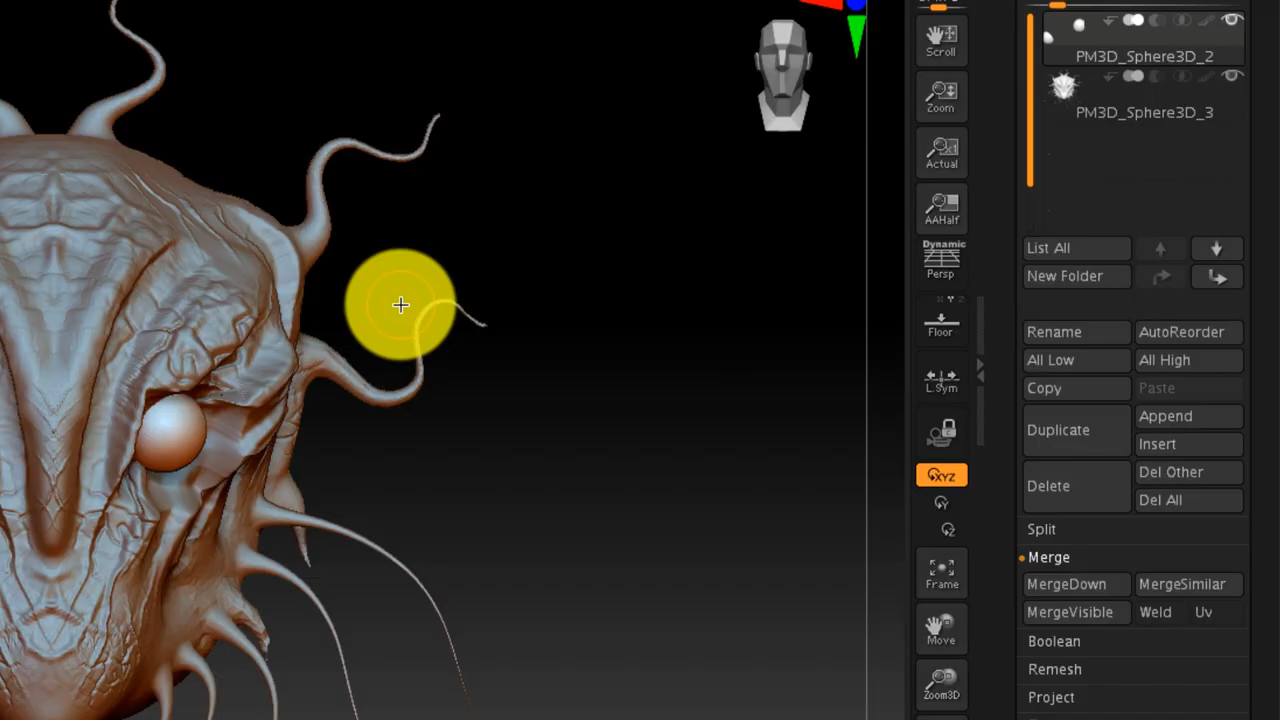 Scroll
Zoom
Actual
AAHalf
Dynamic
Persp
Floor
L.Sym
XYZ
Frame
Move
Zoom3D
PM3D_Sphere3D_2
PM3D_Sphere3D_3
List All
New Folder
Rename AutoReorder
All Low All High
Copy Paste
Duplicate Append
Insert
Delete Del Other
Del All
Split
Merge
MergeDown MergeSimilar
MergeVisible Weld Uv
Boolean
Remesh
Project